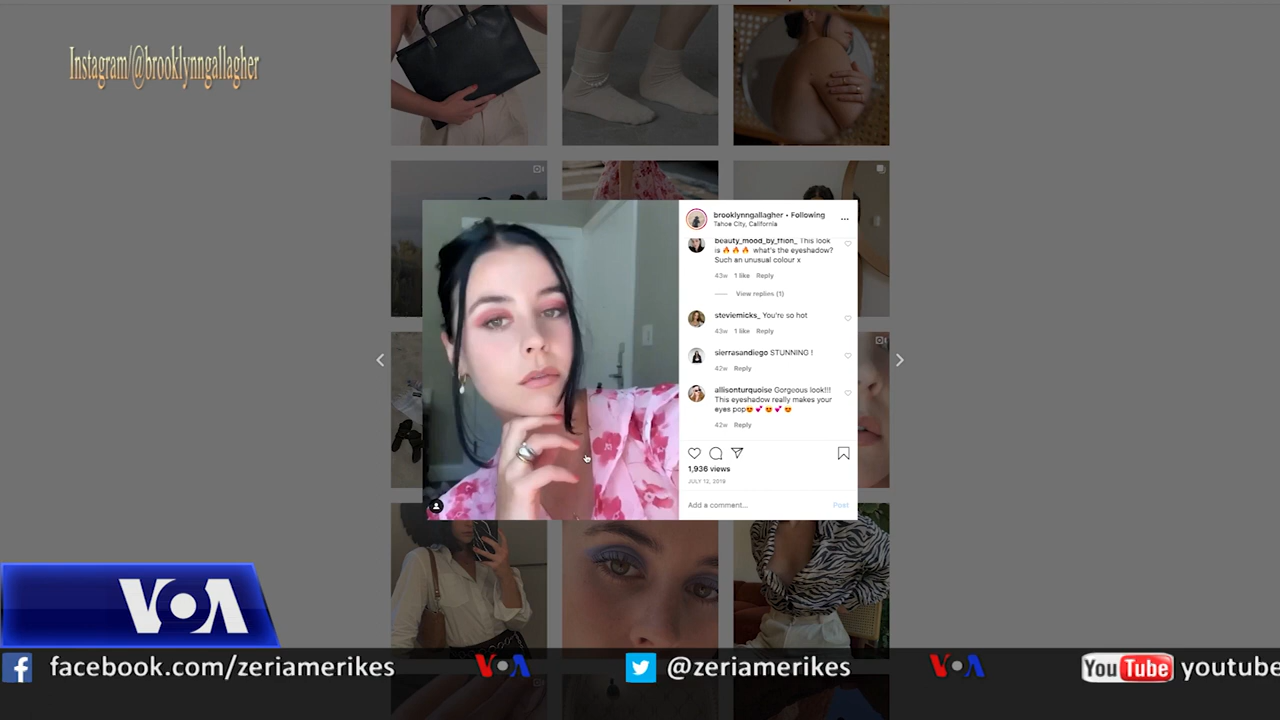 Instagram/@brooklynngallagher
brooklynngallagher • Following
Tahoe City, California
beauty_mood_by_ffion_ This look
is 🔥🔥🔥 what's the eyeshadow?
Such an unusual colour x
43w 1 like Reply
View replies (1)
steviemicks_ You're so hot
43w 1 like Reply
sierrasandiego STUNNING !
42w Reply
allisonturquoise Gorgeous look!!!
This eyeshadow really makes your
eyes pop😍💕😍💕😍
42w Reply
1,936 views
JULY 12, 2019
Add a comment... Post
VOA
facebook.com/zeriamerikes VOA @zeriamerikes VOA YouTube youtube